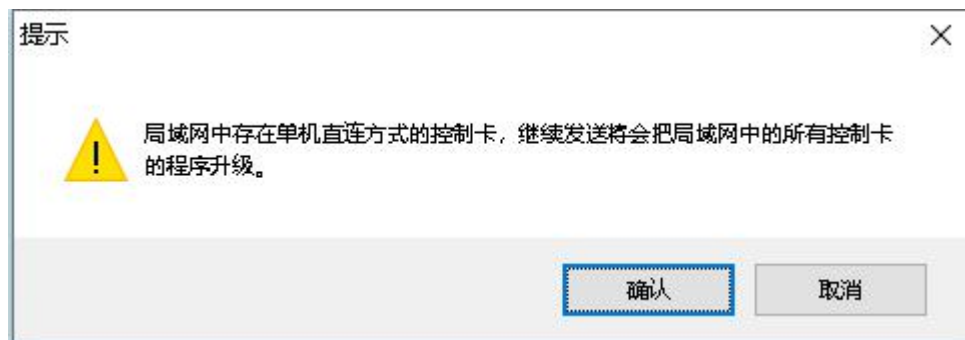 提示
局域网中存在单机直连方式的控制卡，继续发送将会把局域网中的所有控制卡
的程序升级。
确认
取消